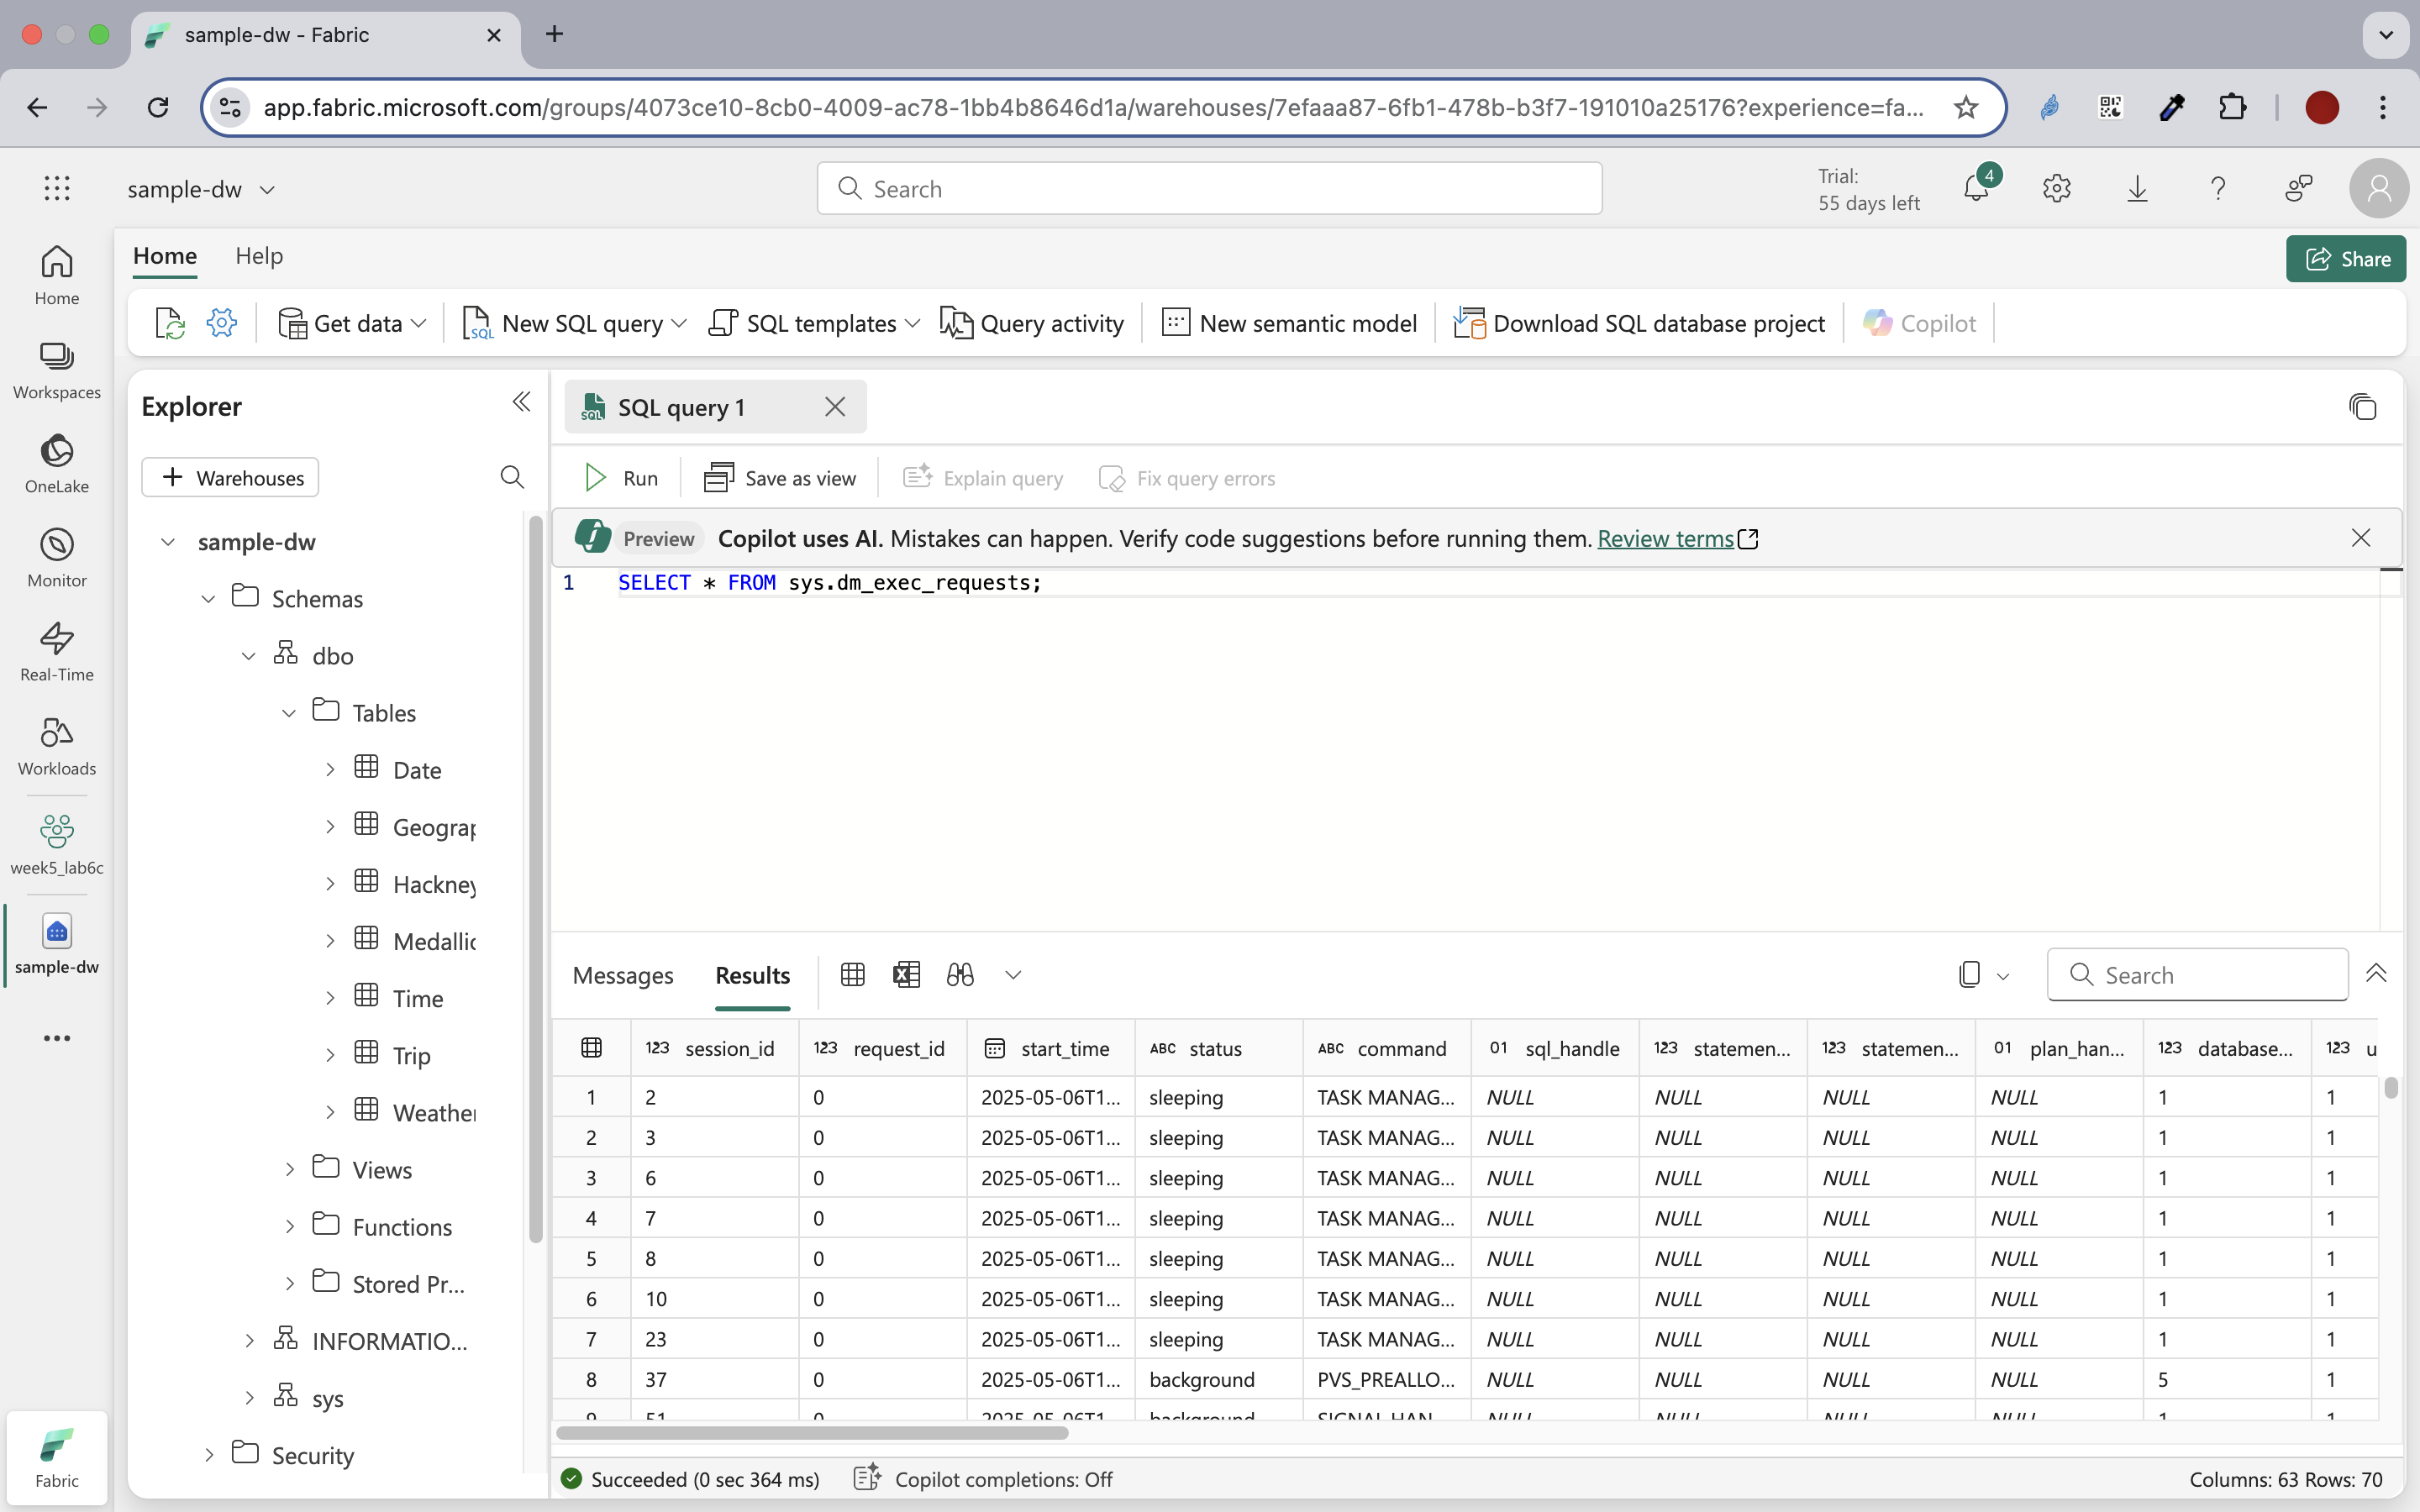 sample-dw - Fabric
app.fabric.microsoft.com/groups/4073ce10-8cb0-4009-ac78-1bb4b8646d1a/warehouses/7efaaa87-6fb1-478b-b3f7-191010a25176?experience=fa...
sample-dw
Search
Trial:
55 days left
4
Home
Help
Share
Get data
New SQL query
SQL templates
Query activity
New semantic model
Download SQL database project
Copilot
Home
Workspaces
OneLake
Monitor
Real-Time
Workloads
week5_lab6c
sample-dw
Fabric
Explorer
+ Warehouses
sample-dw
Schemas
dbo
Tables
Date
Geograp
Hackney
Medallic
Time
Trip
Weather
Views
Functions
Stored Pr...
INFORMATIO...
sys
Security
SQL query 1
Run
Save as view
Explain query
Fix query errors
Preview Copilot uses AI. Mistakes can happen. Verify code suggestions before running them. Review terms
1 SELECT * FROM sys.dm_exec_requests;
Messages
Results
Search
123 session_id 123 request_id start_time ABC status ABC command 01 sql_handle 123 statemen... 123 statemen... 01 plan_han... 123 database... 123 u
1 2 0 2025-05-06T1... sleeping TASK MANAG... NULL NULL NULL NULL 1 1
2 3 0 2025-05-06T1... sleeping TASK MANAG... NULL NULL NULL NULL 1 1
3 6 0 2025-05-06T1... sleeping TASK MANAG... NULL NULL NULL NULL 1 1
4 7 0 2025-05-06T1... sleeping TASK MANAG... NULL NULL NULL NULL 1 1
5 8 0 2025-05-06T1... sleeping TASK MANAG... NULL NULL NULL NULL 1 1
6 10 0 2025-05-06T1... sleeping TASK MANAG... NULL NULL NULL NULL 1 1
7 23 0 2025-05-06T1... sleeping TASK MANAG... NULL NULL NULL NULL 1 1
8 37 0 2025-05-06T1... background PVS_PREALLO... NULL NULL NULL NULL 5 1
9 51 0 2025-05-06T1... background SIGNAL HAN... NULL NULL NULL NULL 1 1
Succeeded (0 sec 364 ms)
Copilot completions: Off
Columns: 63 Rows: 70